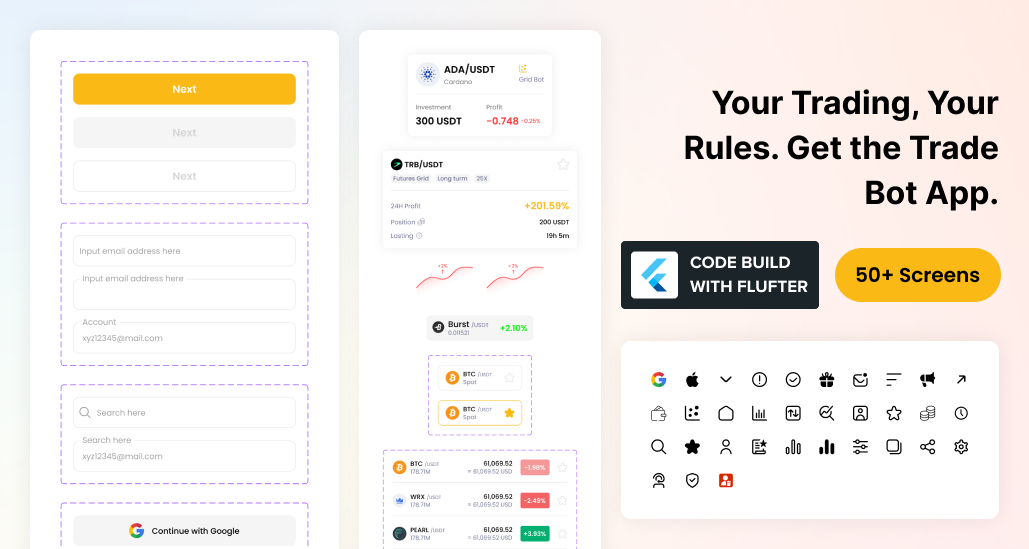 Next
Next
Next
Input email address here
Input email address here
Account
xyz12345@mail.com
Search here
Search here
xyz12345@mail.com
Continue with Google
ADA/USDT
Cardano
Grid Bot
Investment Profit
300 USDT -0.748 -0.25%
TRB/USDT
Futures Grid Long turm 25X
24H Profit +201.59%
Position 200 USDT
Lasting 19h 5m
+2% +2%
Burst /USDT
0.011521
+2.10%
BTC /USDT
Spot
BTC /USDT
Spot
BTC /USDT 61,069.52 -1.98%
178.71M ≈ 61,069.52 USD
WRX /USDT 61,069.52 -2.49%
178.71M ≈ 61,069.52 USD
PEARL /USDT 61,069.52 +3.93%
178.71M ≈ 61,069.52 USD
Your Trading, Your
Rules. Get the Trade
Bot App.
CODE BUILD
WITH FLUFTER
50+ Screens